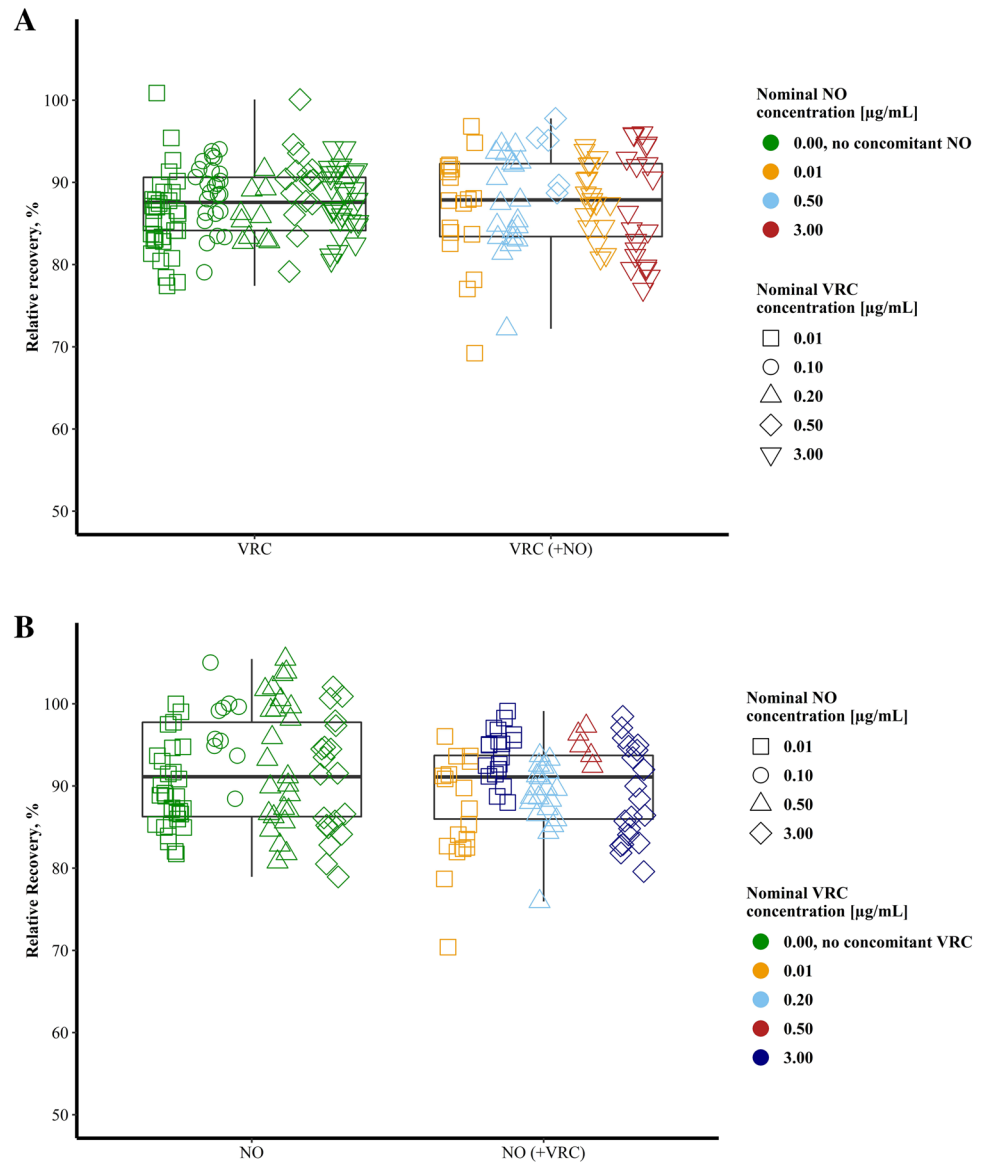 A
Relative recovery, %
100
90
80
70
60
50
VRC
VRC (+NO)
Nominal NO
concentration [µg/mL]
0.00, no concomitant NO
0.01
0.50
3.00
Nominal VRC
concentration [µg/mL]
0.01
0.10
0.20
0.50
3.00
B
Relative Recovery, %
100
90
80
70
60
50
NO
NO (+VRC)
Nominal NO
concentration [µg/mL]
0.01
0.10
0.50
3.00
Nominal VRC
concentration [µg/mL]
0.00, no concomitant VRC
0.01
0.20
0.50
3.00